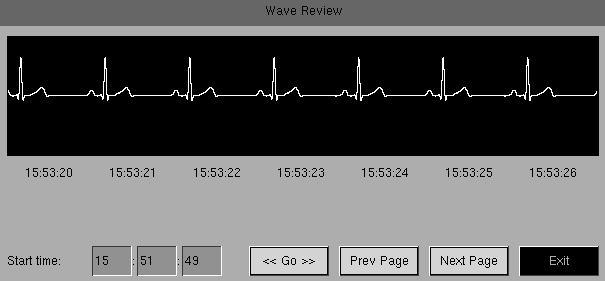 Wave Review
15:53:20 15:53:21 15:53:22 15:53:23 15:53:24 15:53:25 15:53:26
Start time: 15 : 51 : 49 << Go >> Prev Page Next Page Exit